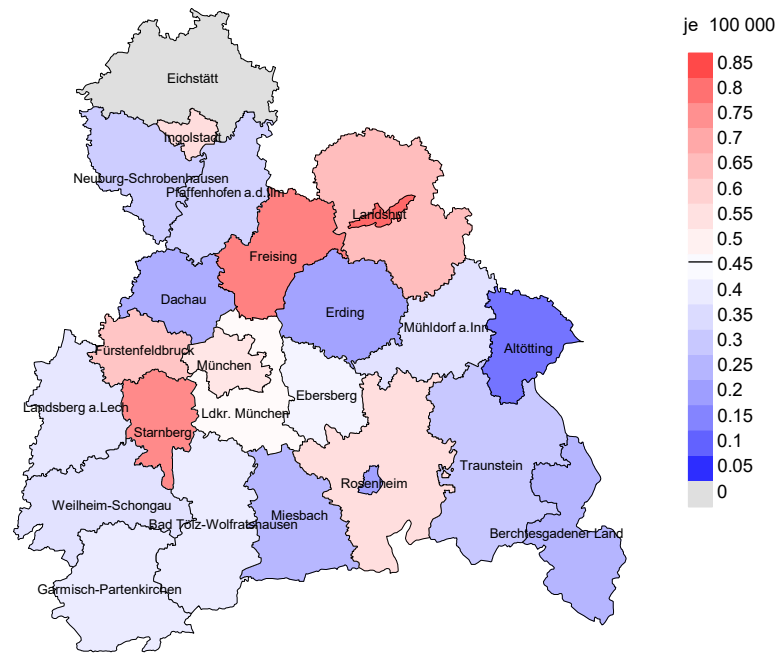 je 100 000
0.85
0.8
0.75
0.7
0.65
0.6
0.55
0.5
0.45
0.4
0.35
0.3
0.25
0.2
0.15
0.1
0.05
0
Eichstätt
Ingolstadt
Neuburg-Schrobenhausen
Pfaffenhofen a.d.Ilm
Landshut
Freising
Dachau
Erding
Mühldorf a.Inn
Altötting
Fürstenfeldbruck
München
Ebersberg
Landsberg a.Lech
Ldkr. München
Starnberg
Traunstein
Rosenheim
Weilheim-Schongau
Miesbach
Bad Tölz-Wolfratshausen
Berchtesgadener Land
Garmisch-Partenkirchen